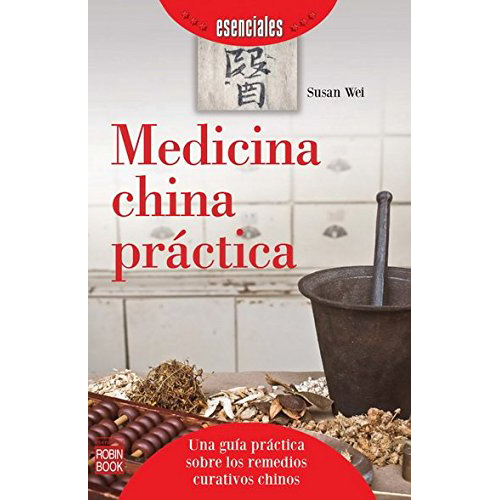 esenciales
醫
Susan Wei
Medicina
china
práctica
Una guía práctica
sobre los remedios
curativos chinos
ROBIN
BOOK